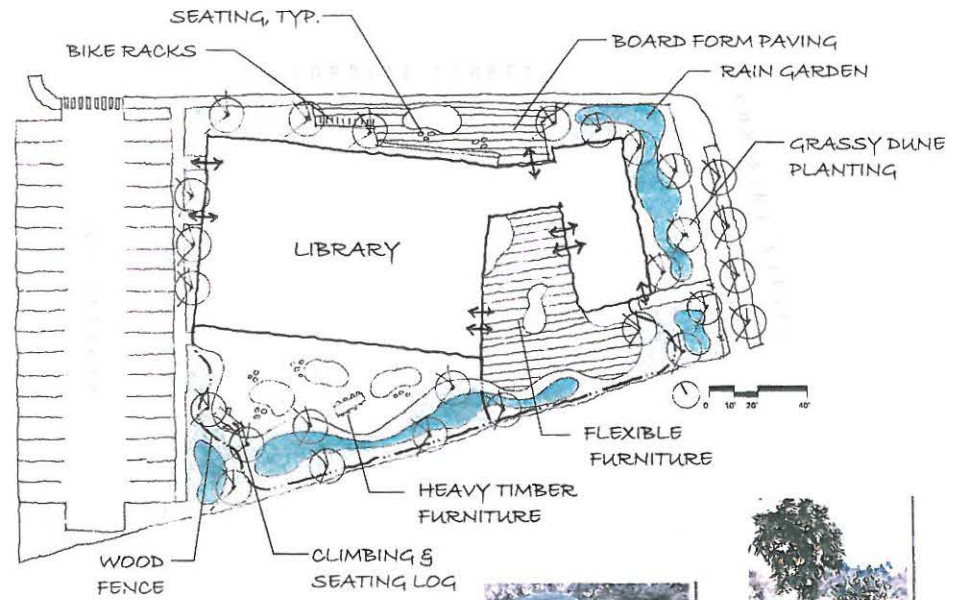 SEATING, TYP.
BIKE RACKS
BOARD FORM PAVING
RAIN GARDEN
GRASSY DUNE
PLANTING
LIBRARY
0 10' 20' 40'
FLEXIBLE
FURNITURE
HEAVY TIMBER
FURNITURE
WOOD
FENCE
CLIMBING &
SEATING LOG